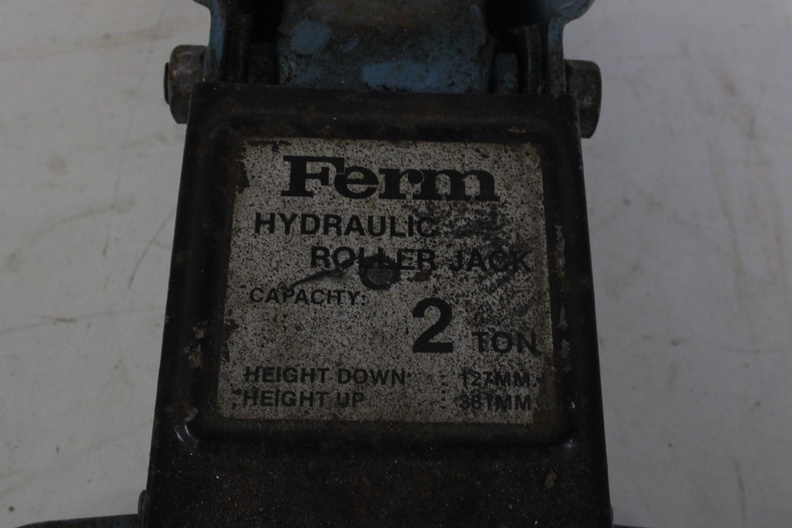 Ferm
HYDRAULIC
ROLLER JACK
CAPACITY:
2 TON
HEIGHT DOWN : 127MM
HEIGHT UP : 381MM